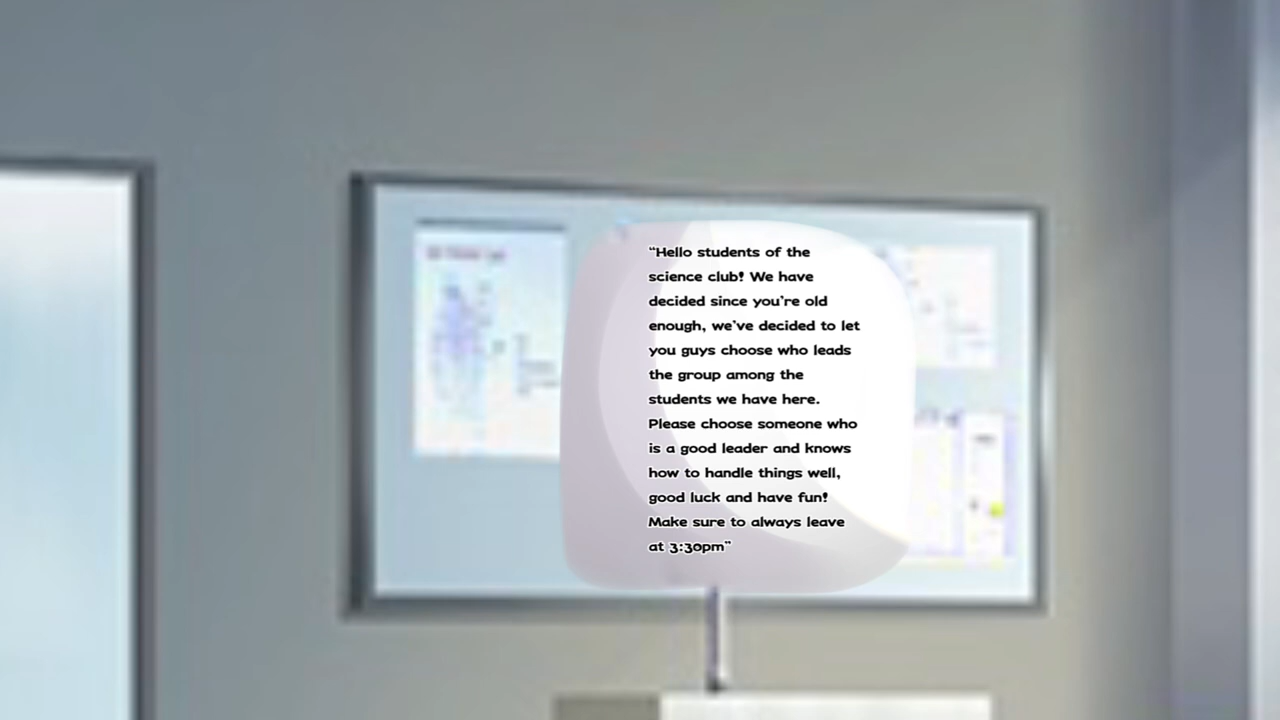 “Hello students of the
science club! We have
decided since you're old
enough, we've decided to let
you guys choose who leads
the group among the
students we have here.
Please choose someone who
is a good leader and knows
how to handle things well,
good luck and have fun!
Make sure to always leave
at 3:30pm”